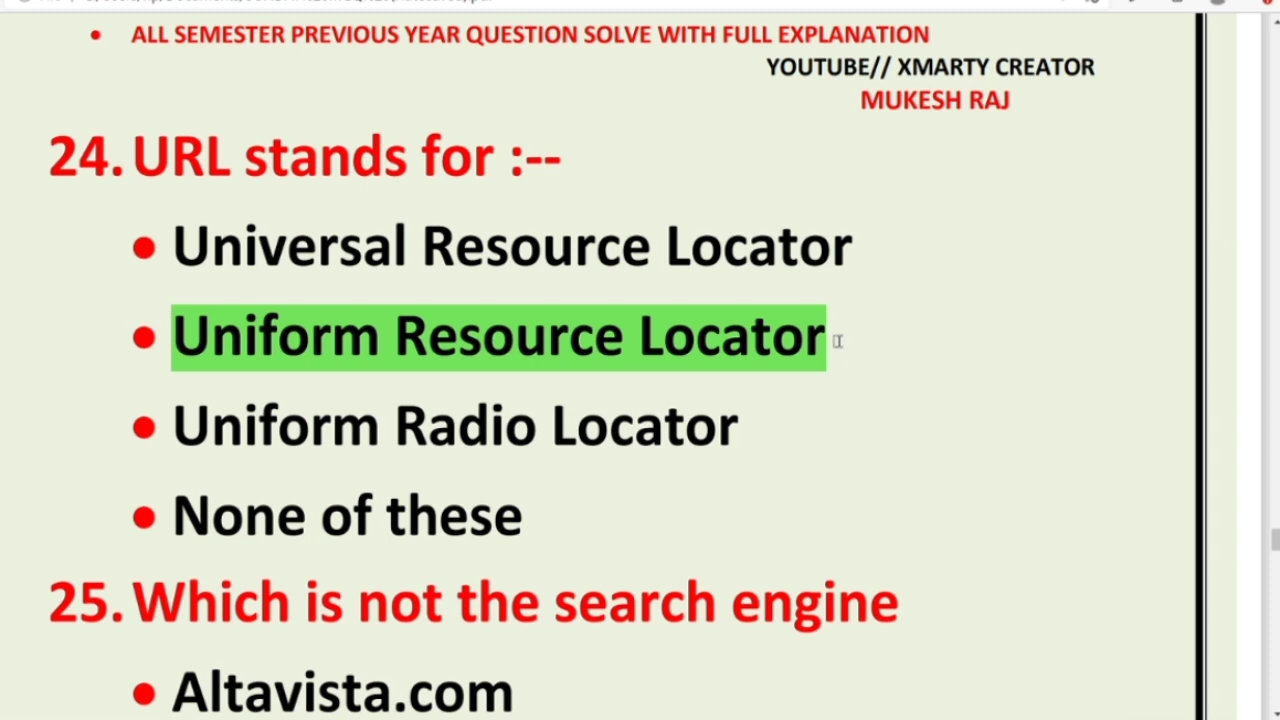 • ALL SEMESTER PREVIOUS YEAR QUESTION SOLVE WITH FULL EXPLANATION
YOUTUBE// XMARTY CREATOR
MUKESH RAJ
24. URL stands for :--
• Universal Resource Locator
• Uniform Resource Locator
• Uniform Radio Locator
• None of these
25. Which is not the search engine
• Altavista.com